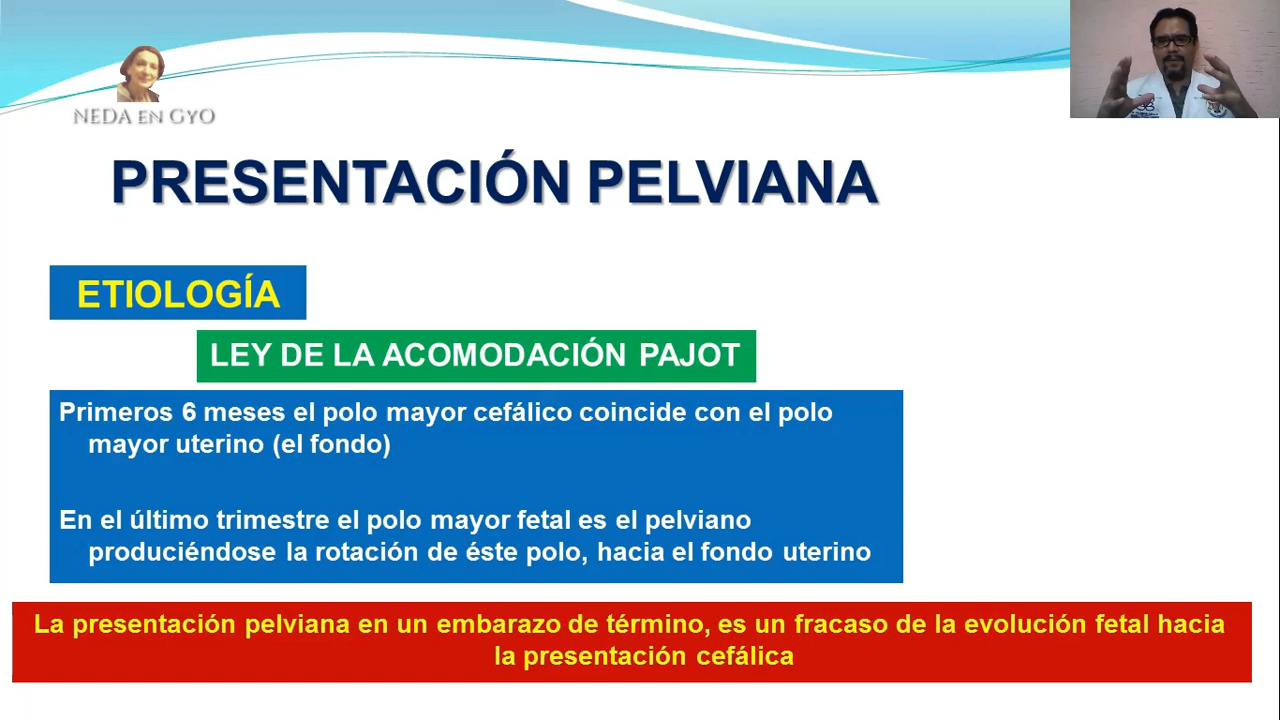 NEDA EN GYO
PRESENTACIÓN PELVIANA
ETIOLOGÍA
LEY DE LA ACOMODACIÓN PAJOT
Primeros 6 meses el polo mayor cefálico coincide con el polo
mayor uterino (el fondo)
En el último trimestre el polo mayor fetal es el pelviano
produciéndose la rotación de éste polo, hacia el fondo uterino
La presentación pelviana en un embarazo de término, es un fracaso de la evolución fetal hacia
la presentación cefálica